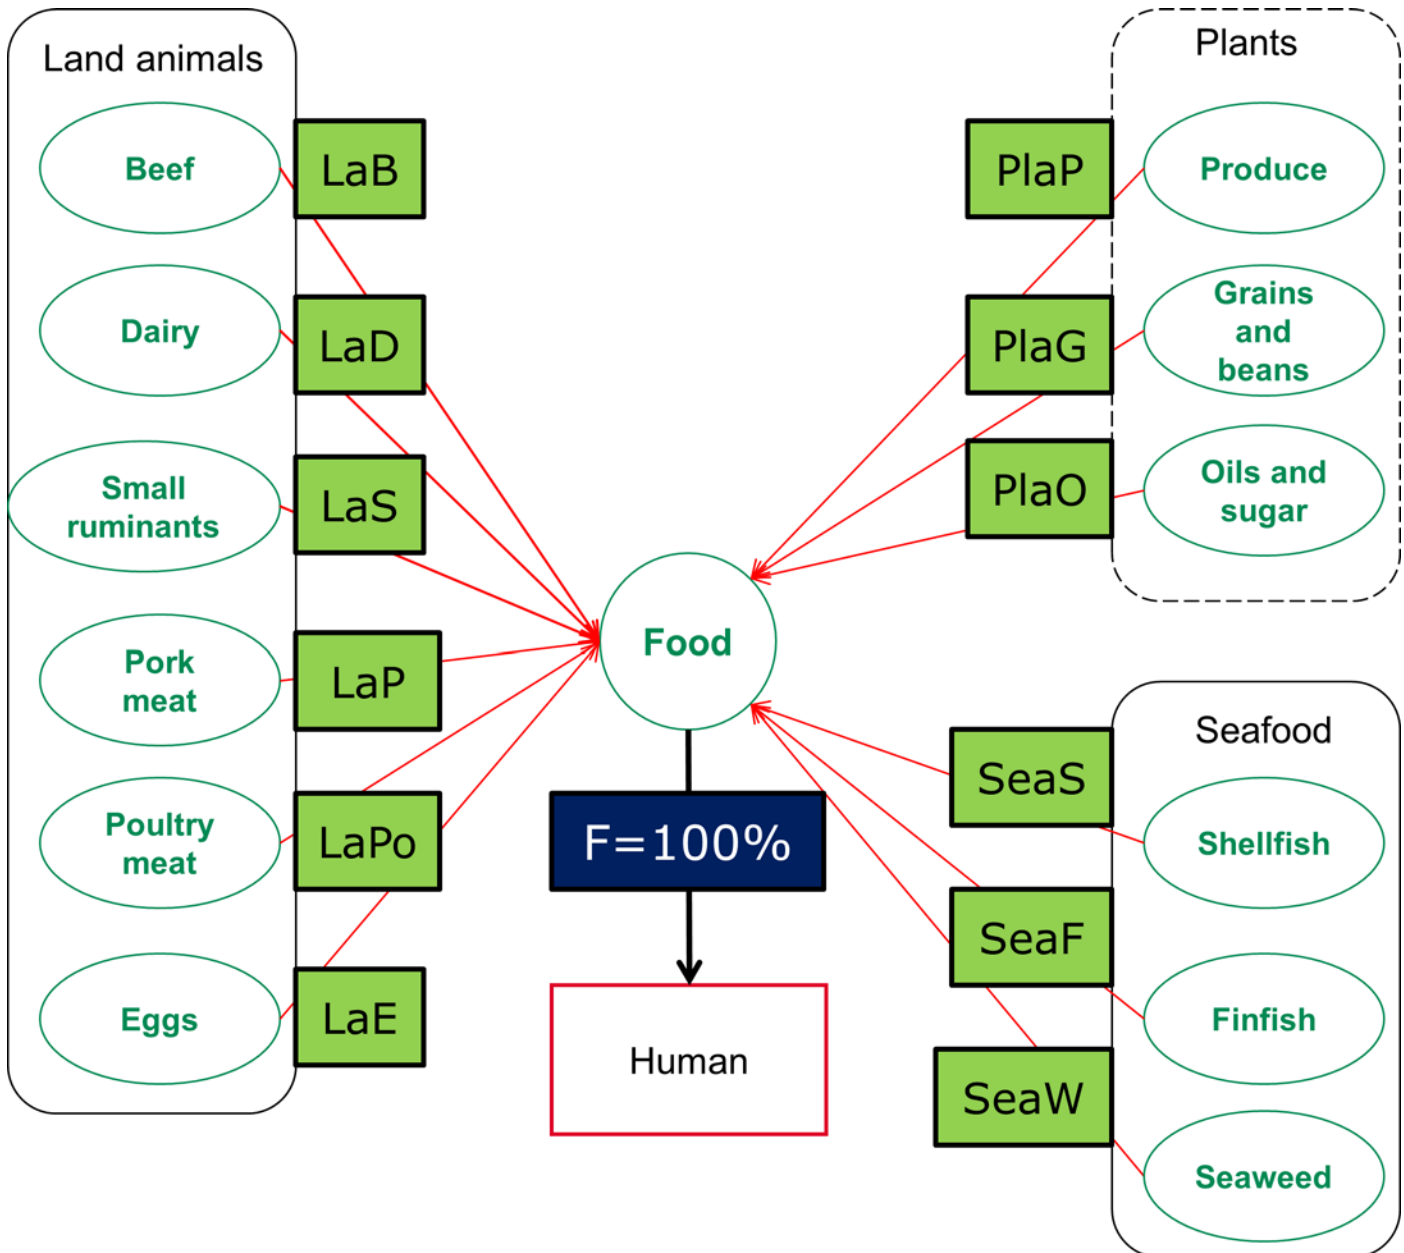 Land animals
Beef
LaB
Dairy
LaD
Small
ruminants
LaS
Pork
meat
LaP
Poultry
meat
LaPo
Eggs
LaE
Food
F=100%
Human
Plants
PlaP
Produce
PlaG
Grains
and
beans
PlaO
Oils and
sugar
Seafood
SeaS
Shellfish
SeaF
Finfish
SeaW
Seaweed